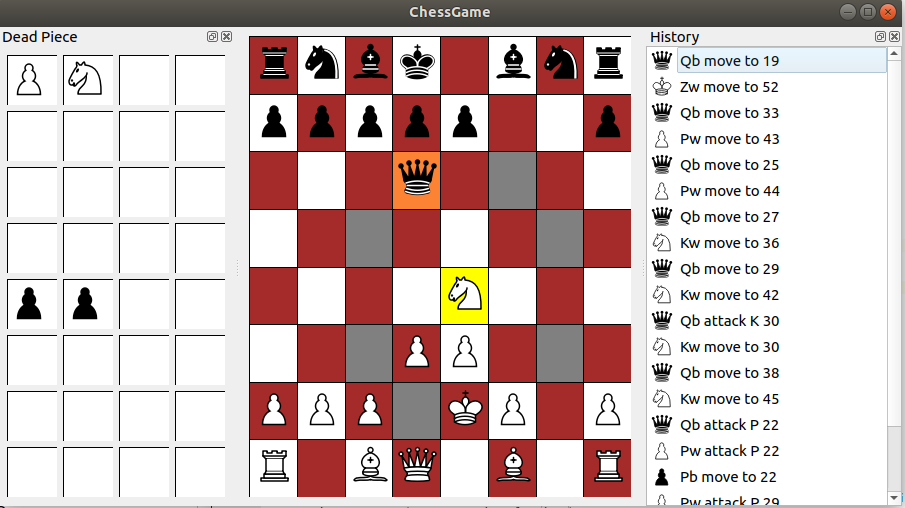 ChessGame
Dead Piece
History
Qb move to 19
Zw move to 52
Qb move to 33
Pw move to 43
Qb move to 25
Pw move to 44
Qb move to 27
Kw move to 36
Qb move to 29
Kw move to 42
Qb attack K 30
Kw move to 30
Qb move to 38
Kw move to 45
Qb attack P 22
Pw attack P 22
Pb move to 22
Pw attack P 29